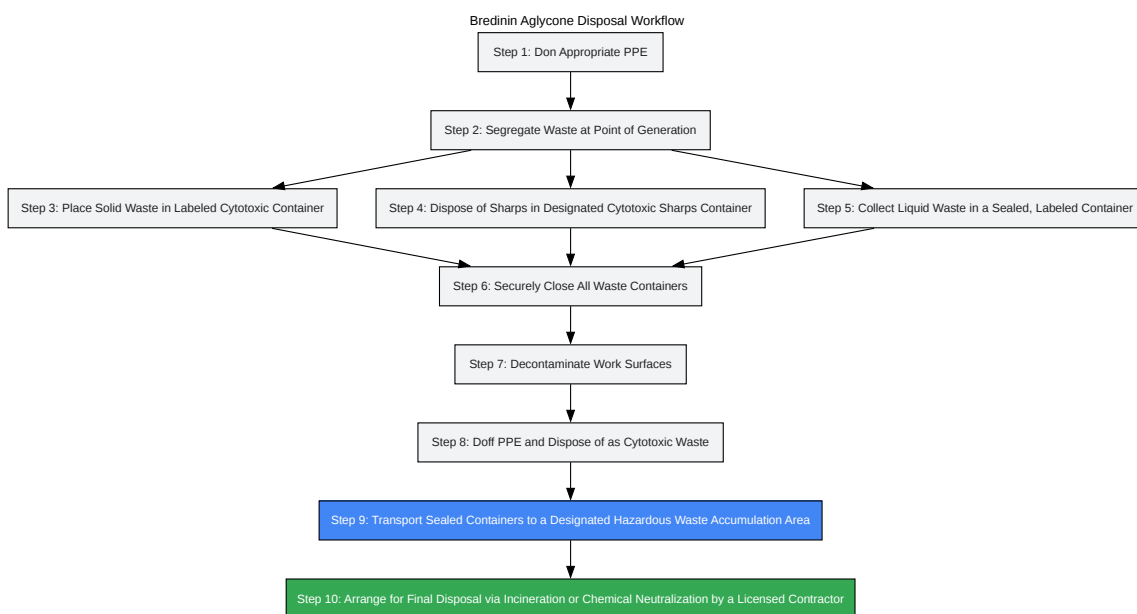 Bredinin Aglycone Disposal Workflow
Step 1: Don Appropriate PPE
Step 2: Segregate Waste at Point of Generation
Step 3: Place Solid Waste in Labeled Cytotoxic Container
Step 4: Dispose of Sharps in Designated Cytotoxic Sharps Container
Step 5: Collect Liquid Waste in a Sealed, Labeled Container
Step 6: Securely Close All Waste Containers
Step 7: Decontaminate Work Surfaces
Step 8: Doff PPE and Dispose of as Cytotoxic Waste
Step 9: Transport Sealed Containers to a Designated Hazardous Waste Accumulation Area
Step 10: Arrange for Final Disposal via Incineration or Chemical Neutralization by a Licensed Contractor